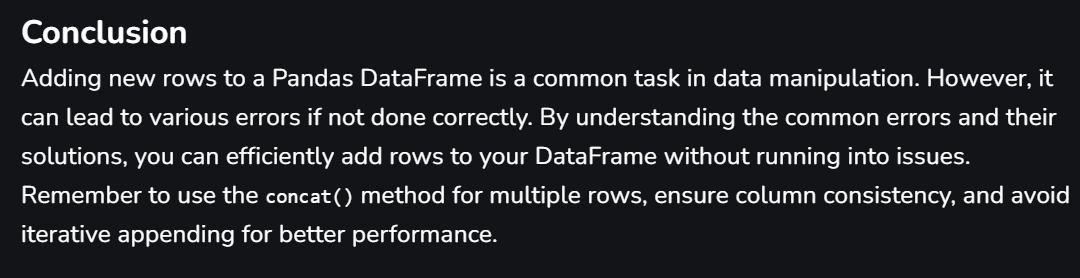 Conclusion
Adding new rows to a Pandas DataFrame is a common task in data manipulation. However, it
can lead to various errors if not done correctly. By understanding the common errors and their
solutions, you can efficiently add rows to your DataFrame without running into issues.
Remember to use the concat() method for multiple rows, ensure column consistency, and avoid
iterative appending for better performance.